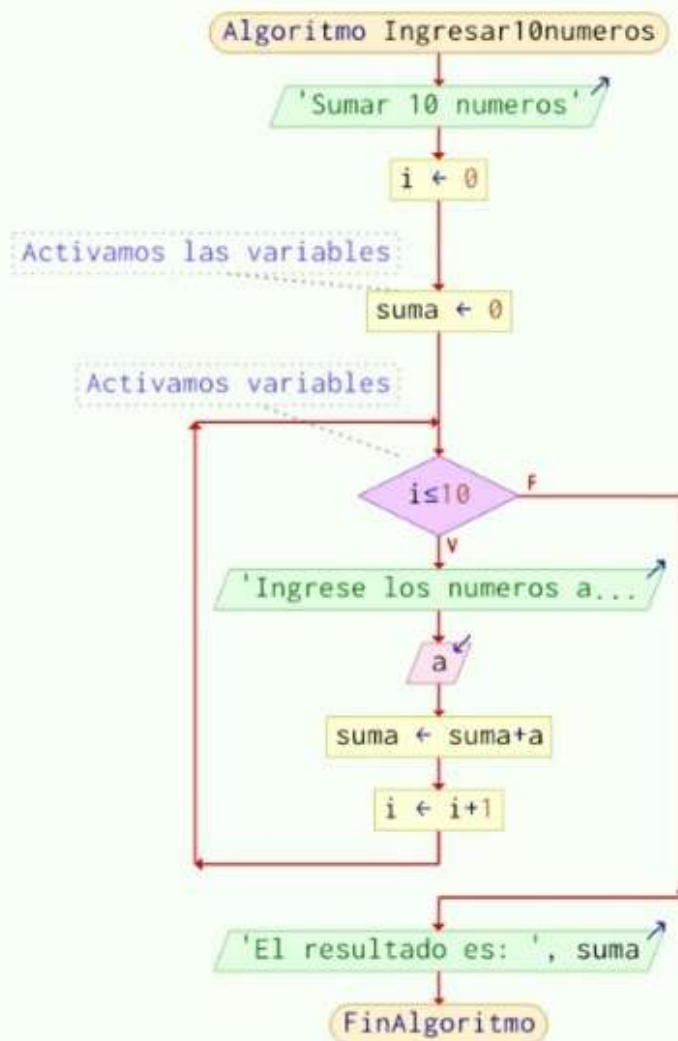 Algoritmo Ingresar10numeros
'Sumar 10 numeros'
i ← 0
Activamos las variables
suma ← 0
Activamos variables
i≤10
F
V
'Ingrese los numeros a...
a
suma ← suma+a
i ← i+1
'El resultado es: ', suma
FinAlgoritmo